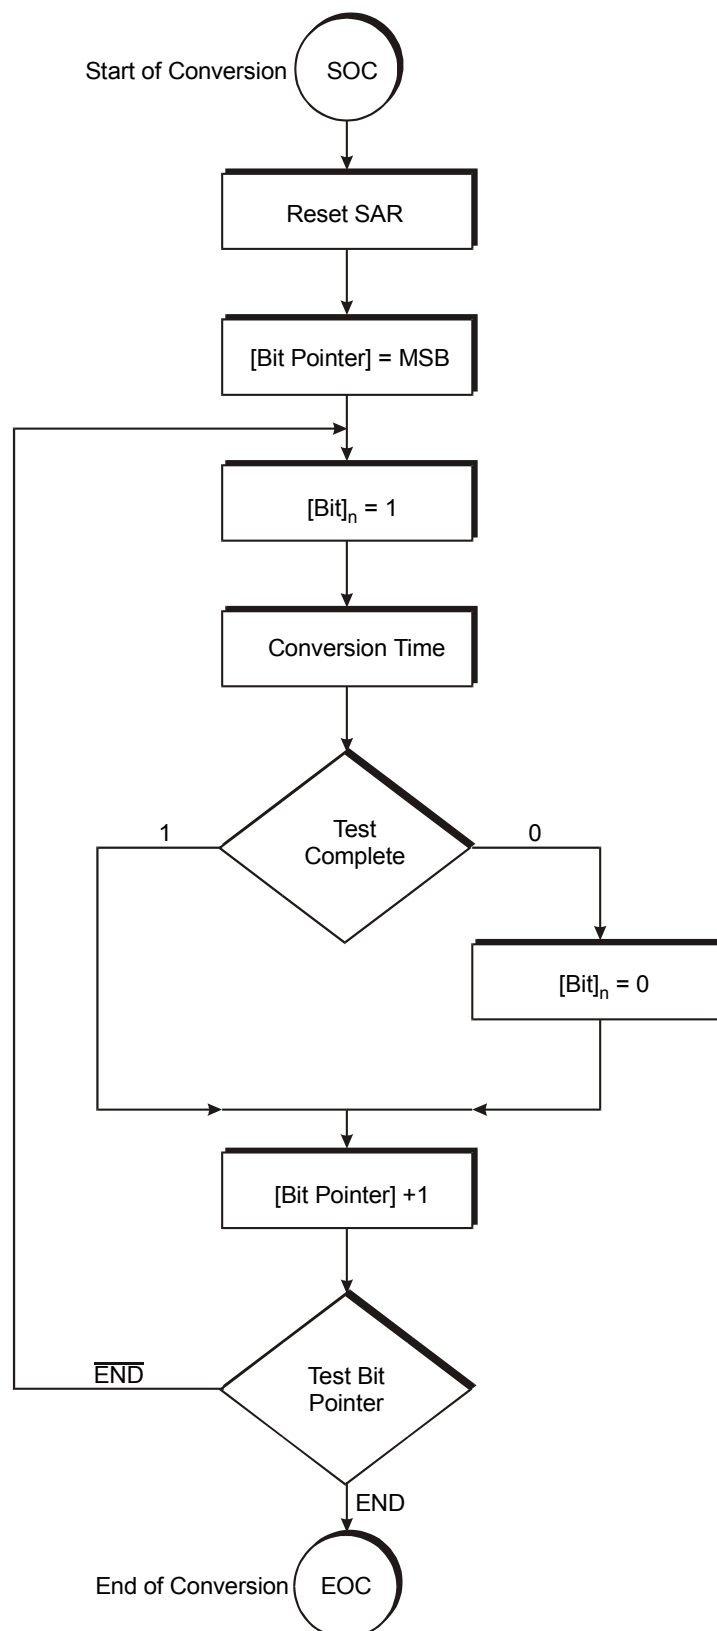 Start of Conversion
SOC
Reset SAR
[Bit Pointer] = MSB
[Bit]n = 1
Conversion Time
Test
Complete
1
0
[Bit]n = 0
[Bit Pointer] +1
Test Bit
Pointer
END
END
End of Conversion
EOC